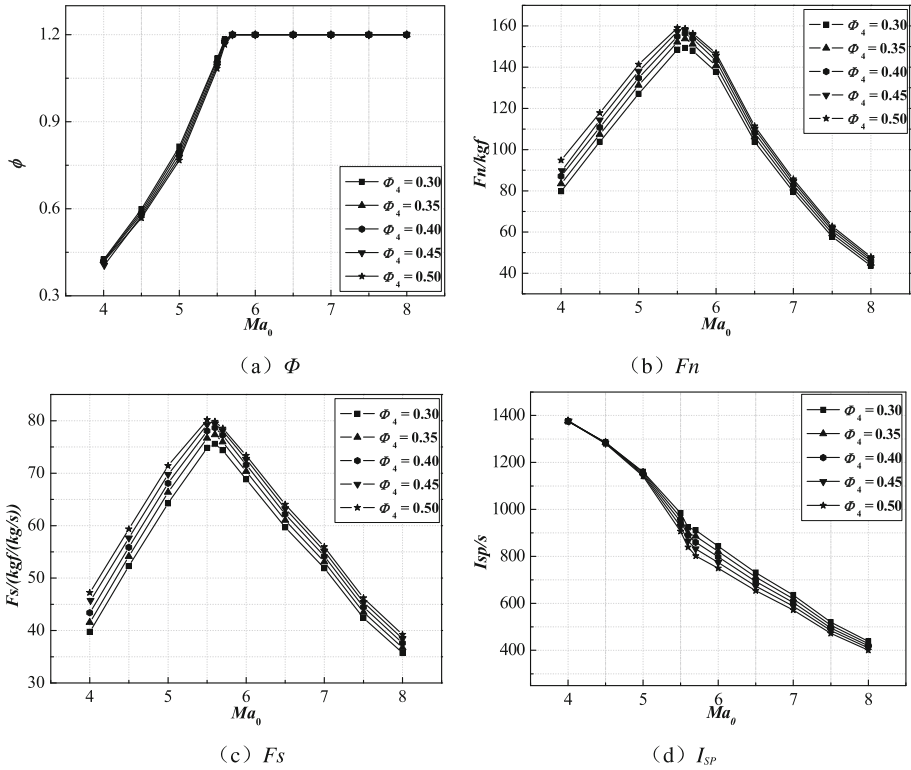 1.2
0.9
0.6
0.3
ϕ
4 5 6 7 8
Ma₀
Φ₄ = 0.30
Φ₄ = 0.35
Φ₄ = 0.40
Φ₄ = 0.45
Φ₄ = 0.50
(a) Φ
160
140
120
100
80
60
40
Fn/kgf
4 5 6 7 8
Ma₀
Φ₄ = 0.30
Φ₄ = 0.35
Φ₄ = 0.40
Φ₄ = 0.45
Φ₄ = 0.50
(b) Fn
80
70
60
50
40
30
Fs/(kgf/(kg/s))
4 5 6 7 8
Ma₀
Φ₄ = 0.30
Φ₄ = 0.35
Φ₄ = 0.40
Φ₄ = 0.45
Φ₄ = 0.50
(c) Fs
1400
1200
1000
800
600
400
Isp/s
4 5 6 7 8
Ma₀
Φ₄ = 0.30
Φ₄ = 0.35
Φ₄ = 0.40
Φ₄ = 0.45
Φ₄ = 0.50
(d) I_SP